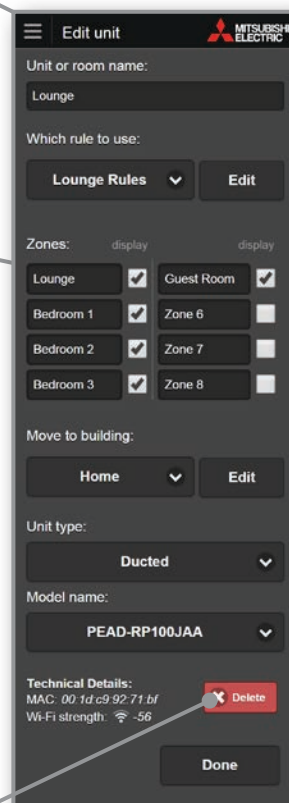 Edit unit
MITSUBISHI
ELECTRIC
Unit or room name:
Lounge
Which rule to use:
Lounge Rules
Edit
Zones: display display
Lounge Guest Room
Bedroom 1 Zone 6
Bedroom 2 Zone 7
Bedroom 3 Zone 8
Move to building:
Home
Edit
Unit type:
Ducted
Model name:
PEAD-RP100JAA
Technical Details:
MAC: 00:1d:c9:92:71:bf
Wi-Fi strength: -56
Delete
Done